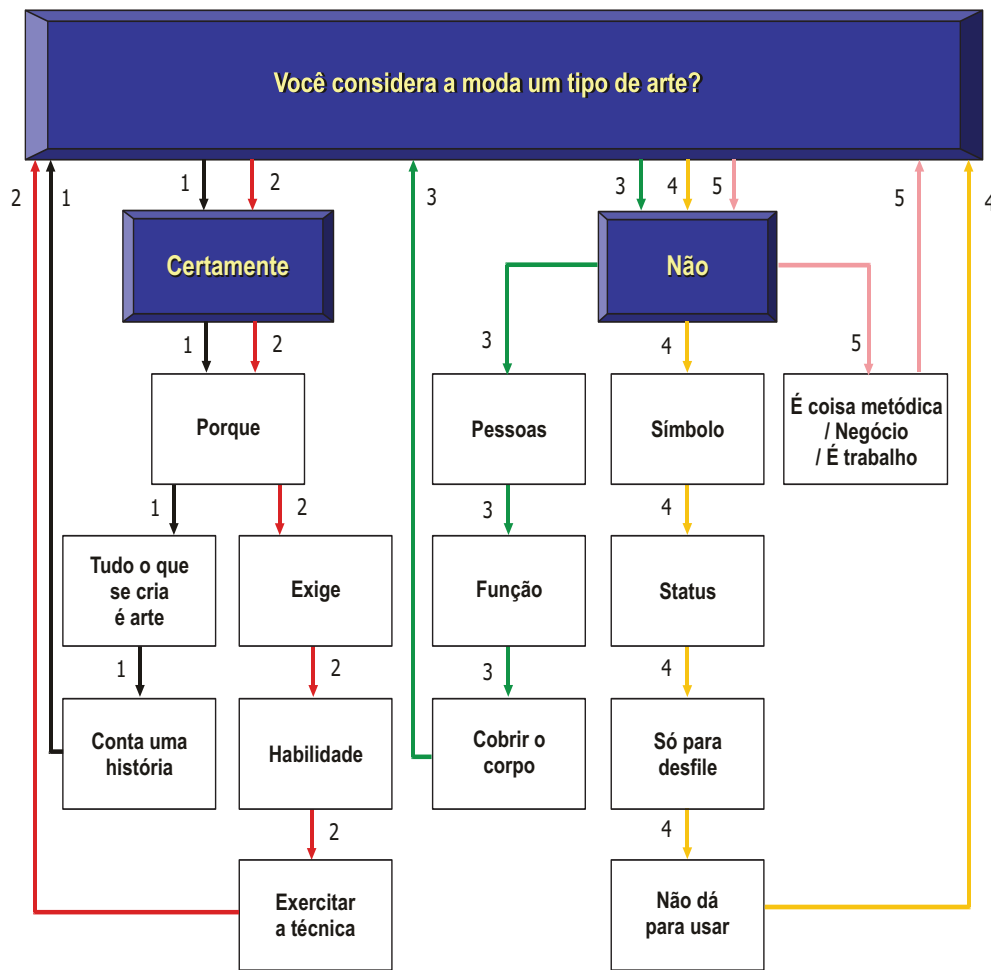 Você considera a moda um tipo de arte?
2
1
1
2
3
3
4
5
5
4
Certamente
Não
1
2
3
4
5
Porque
Pessoas
Símbolo
É coisa metódica
/ Negócio
/ É trabalho
1
2
3
4
Tudo o que
se cria
é arte
Exige
Função
Status
1
2
3
4
Conta uma
história
Habilidade
Cobrir o
corpo
Só para
desfile
2
4
Exercitar
a técnica
Não dá
para usar